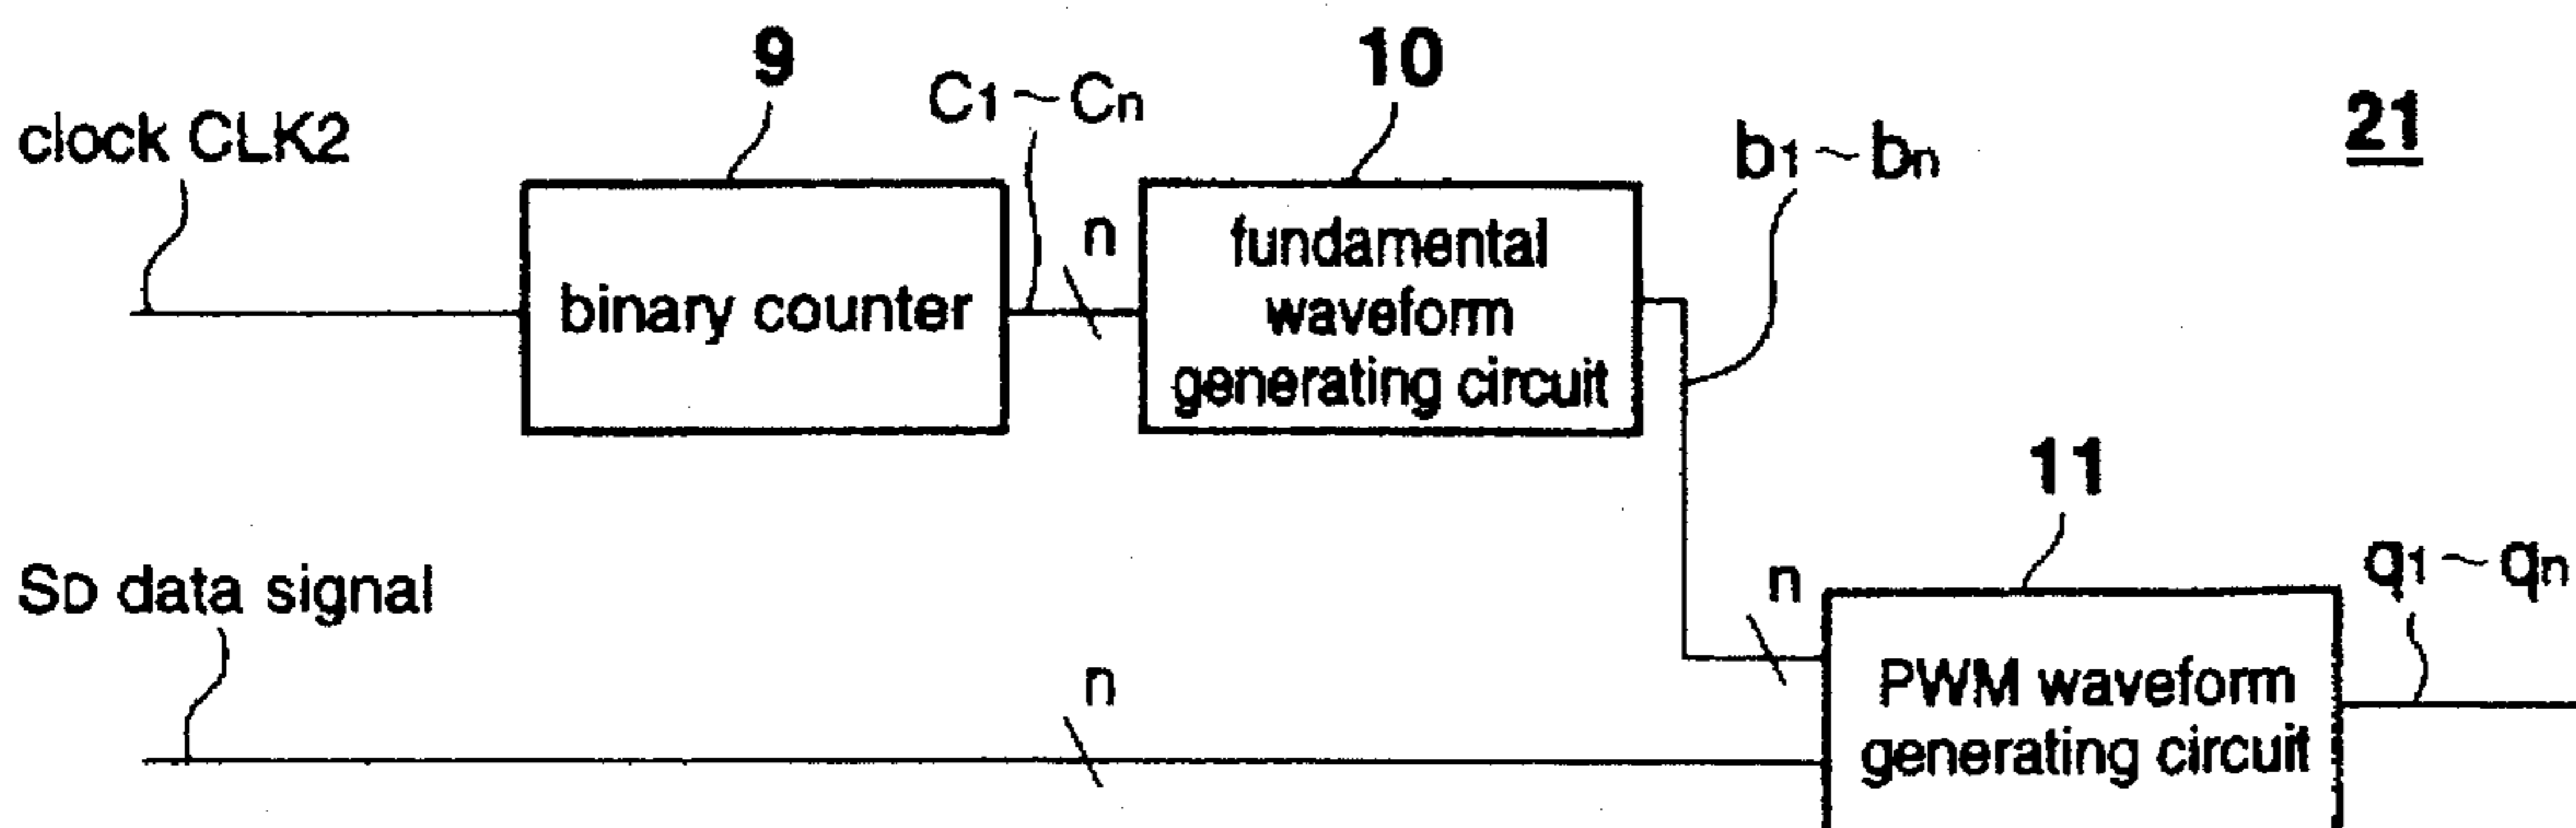 9
10
21
clock CLK2
C1~Cn
b1~bn
n
binary counter
fundamental
waveform
generating circuit
11
SD data signal
n
n
q1~qn
PWM waveform
generating circuit